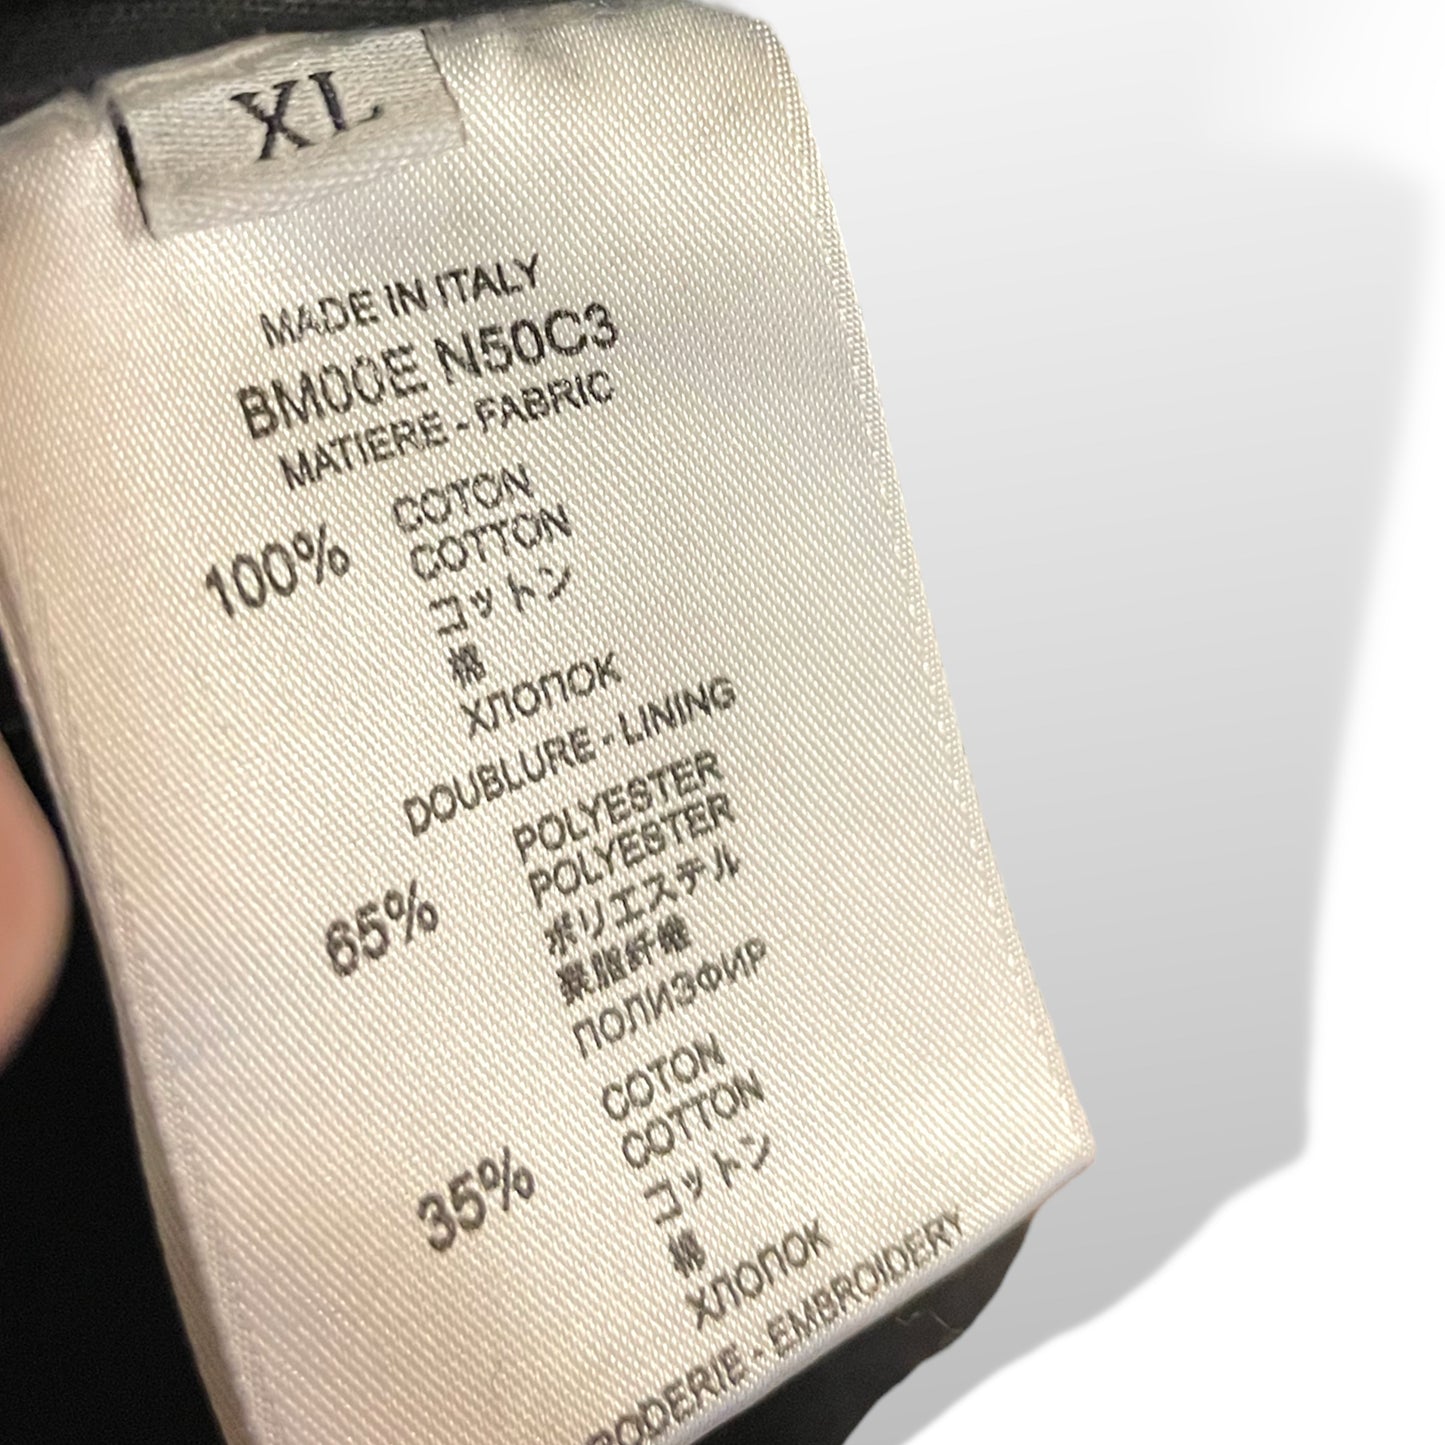 XL
MADE IN ITALY
BM00E N50C3
MATIERE - FABRIC
100% COTON
COTTON
コットン
棉
ХЛОПОК
DOUBLURE - LINING
65% POLYESTER
POLYESTER
ポリエステル
聚脂纤维
ПОЛИЭФИР
35% COTON
COTTON
コットン
棉
ХЛОПОК
RODERIE - EMBROIDERY